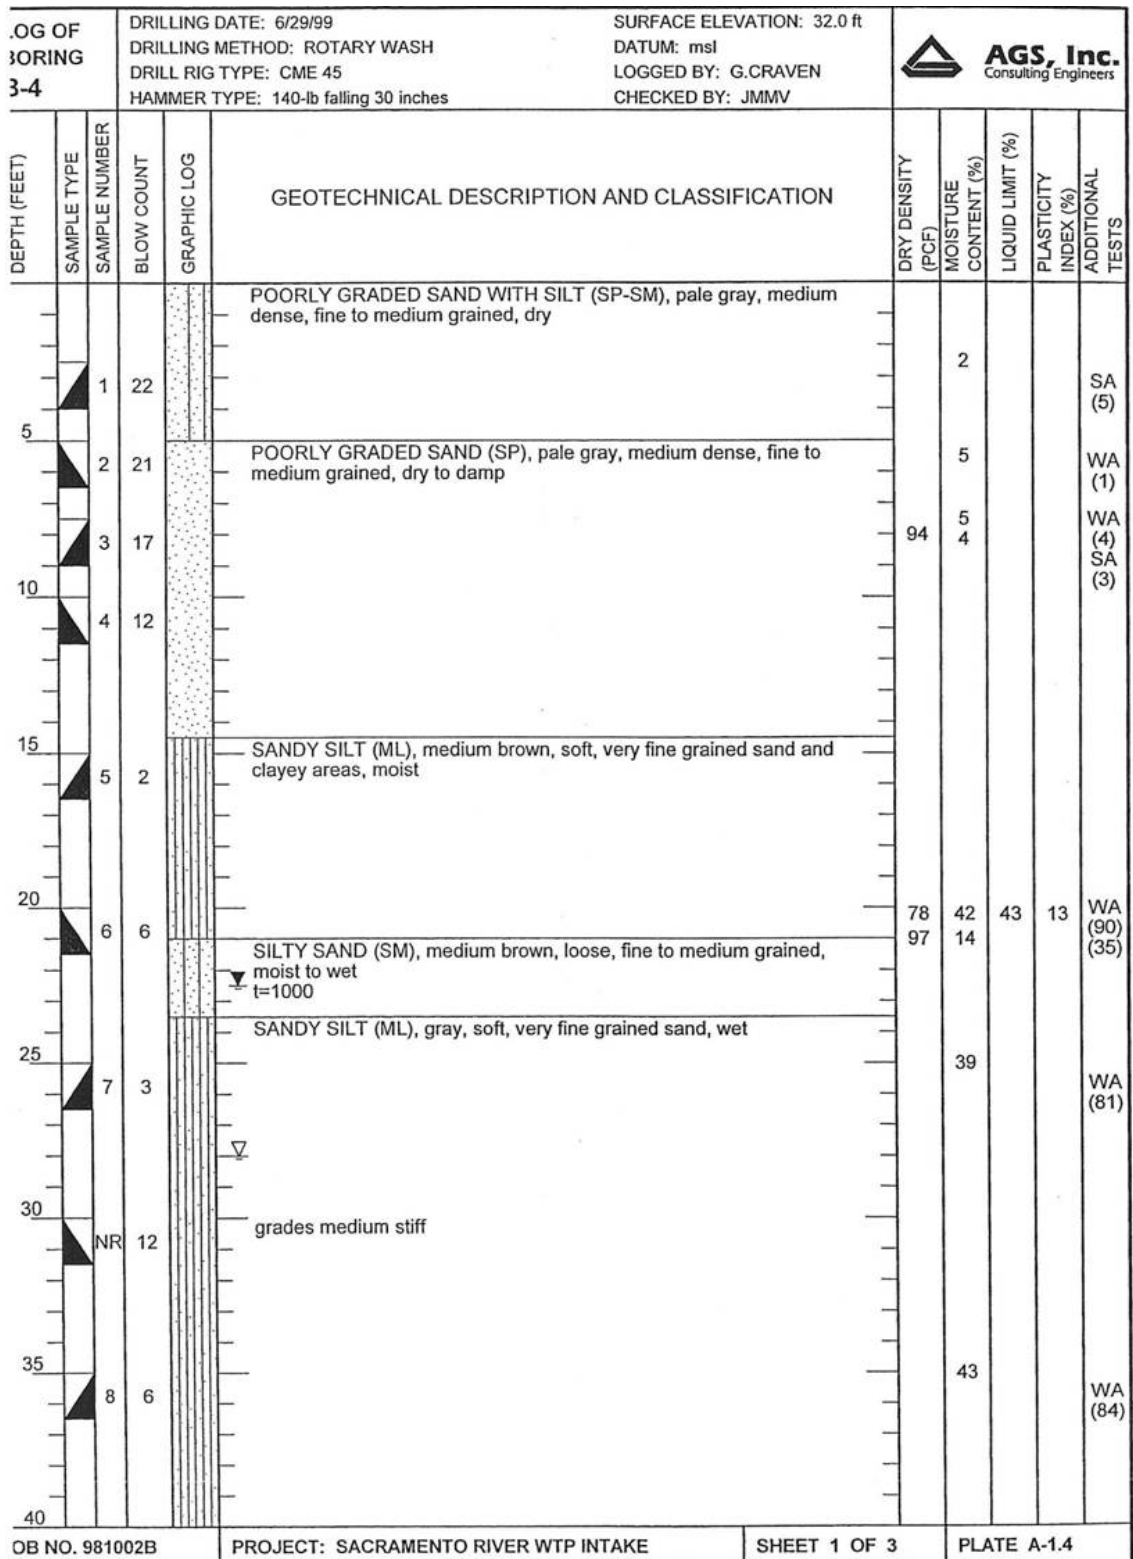 .OG OF
BORING
B-4
DRILLING DATE: 6/29/99
DRILLING METHOD: ROTARY WASH
DRILL RIG TYPE: CME 45
HAMMER TYPE: 140-lb falling 30 inches
SURFACE ELEVATION: 32.0 ft
DATUM: msl
LOGGED BY: G.CRAVEN
CHECKED BY: JMMV
AGS, Inc.
Consulting Engineers
DEPTH (FEET)
SAMPLE TYPE
SAMPLE NUMBER
BLOW COUNT
GRAPHIC LOG
GEOTECHNICAL DESCRIPTION AND CLASSIFICATION
DRY DENSITY
(PCF)
MOISTURE
CONTENT (%)
LIQUID LIMIT (%)
PLASTICITY
INDEX (%)
ADDITIONAL
TESTS
POORLY GRADED SAND WITH SILT (SP-SM), pale gray, medium
dense, fine to medium grained, dry
2
1 22
SA
(5)
5
POORLY GRADED SAND (SP), pale gray, medium dense, fine to
medium grained, dry to damp
2 21
5
WA
(1)
3 17
94
5
4
WA
(4)
SA
(3)
10
4 12
15
SANDY SILT (ML), medium brown, soft, very fine grained sand and
clayey areas, moist
5 2
20
6 6
78 42 43 13 WA
(90)
97 14 (35)
SILTY SAND (SM), medium brown, loose, fine to medium grained,
moist to wet
t=1000
SANDY SILT (ML), gray, soft, very fine grained sand, wet
25
39
7 3
WA
(81)
30
grades medium stiff
NR 12
35
43
8 6
WA
(84)
40
OB NO. 981002B
PROJECT: SACRAMENTO RIVER WTP INTAKE
SHEET 1 OF 3
PLATE A-1.4